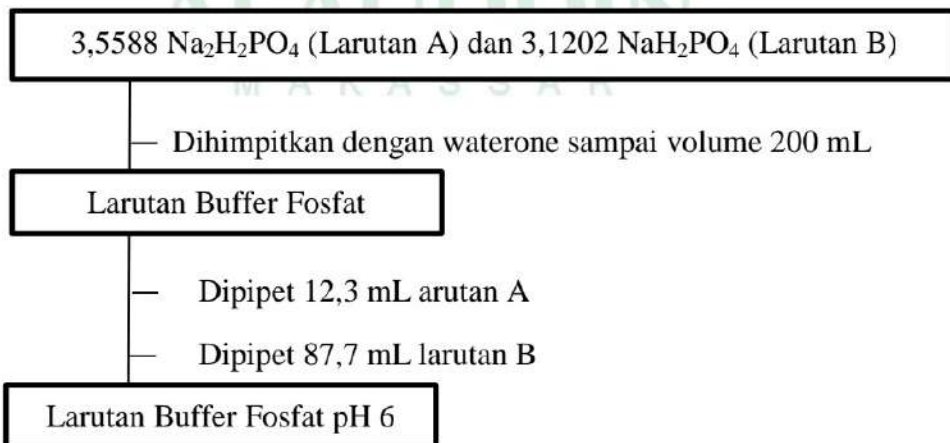 3,5588 Na₂H₂PO₄ (Larutan A) dan 3,1202 NaH₂PO₄ (Larutan B)
M A K A S S A R
Dihimpitkan dengan waterone sampai volume 200 mL
Larutan Buffer Fosfat
Dipipet 12,3 mL arutan A
Dipipet 87,7 mL larutan B
Larutan Buffer Fosfat pH 6